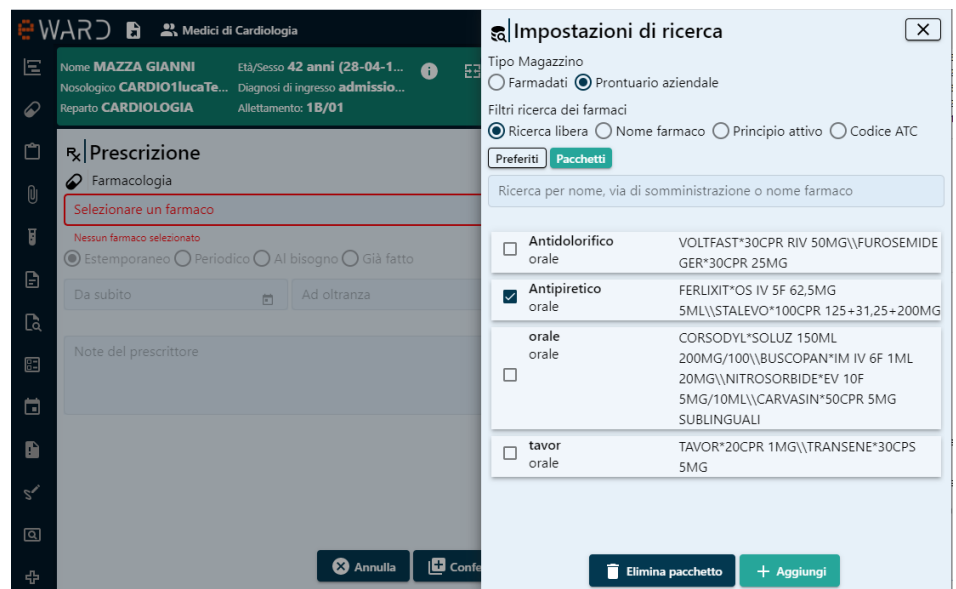 eWARD
Medici di Cardiologia
Nome MAZZA GIANNI
Età/Sesso 42 anni (28-04-1...
Nosologico CARDIO1lucaTe...
Diagnosi di ingresso admissio...
Reparto CARDIOLOGIA
Allettamento: 1B/01
Prescrizione
Farmacologia
Selezionare un farmaco
Nessun farmaco selezionato
Estemporaneo Periodico Al bisogno Già fatto
Da subito
Ad oltranza
Note del prescrittore
Annulla
Confe
Impostazioni di ricerca
Tipo Magazzino
Farmadati Prontuario aziendale
Filtri ricerca dei farmaci
Ricerca libera Nome farmaco Principio attivo Codice ATC
Preferiti Pacchetti
Ricerca per nome, via di somministrazione o nome farmaco
Antidolorifico
orale
VOLTFAST*30CPR RIV 50MG\\FUROSEMIDE
GER*30CPR 25MG
Antipiretico
orale
FERLIXIT*OS IV 5F 62,5MG
5ML\\STALEVO*100CPR 125+31,25+200MG
orale
orale
CORSODYL*SOLUZ 150ML
200MG/100\\BUSCOPAN*IM IV 6F 1ML
20MG\\NITROSORBIDE*EV 10F
5MG/10ML\\CARVASIN*50CPR 5MG
SUBLINGUALI
tavor
orale
TAVOR*20CPR 1MG\\TRANSENE*30CPS
5MG
Elimina pacchetto
Aggiungi